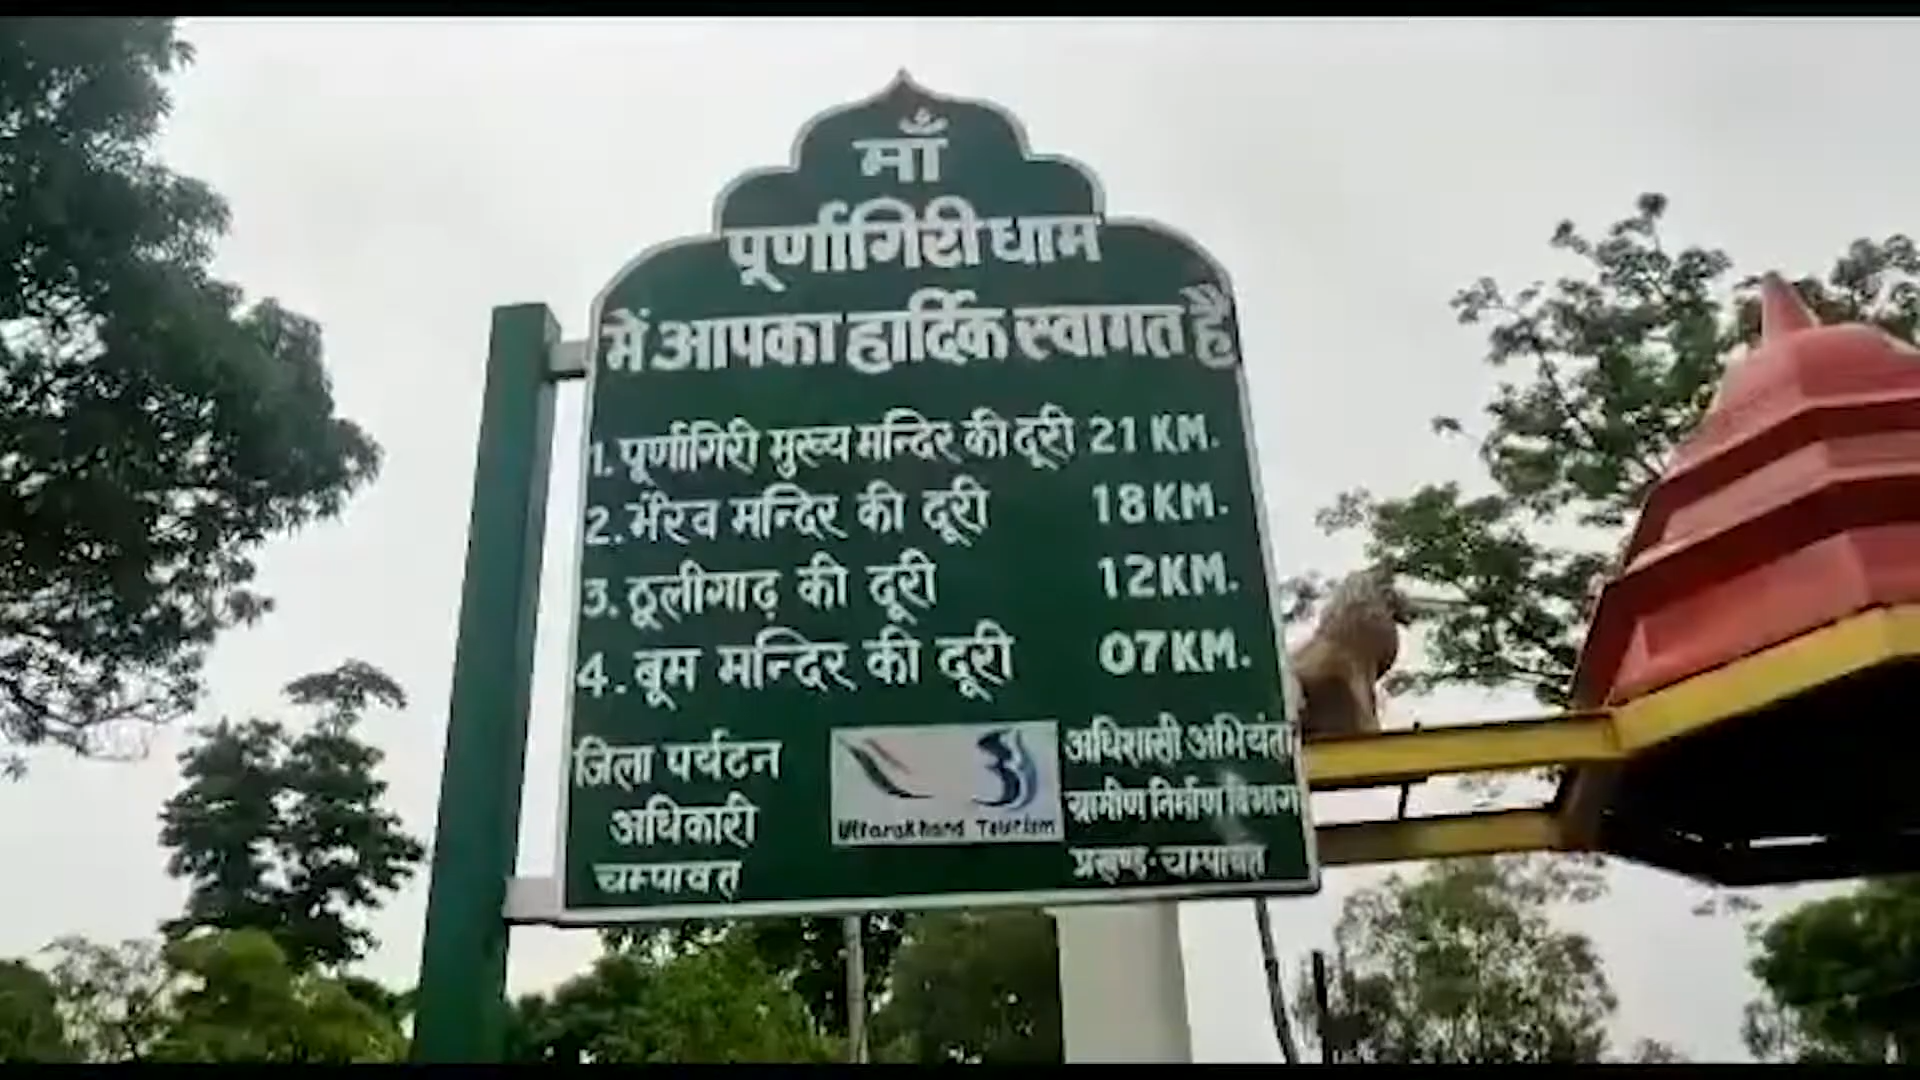 माँ
पूर्णागिरी धाम
में आपका हार्दिक स्वागत है
1. पूर्णागिरी मुख्य मन्दिर की दूरी 21 KM.
2. भैरव मन्दिर की दूरी 18 KM.
3. ठूलीगाढ़ की दूरी 12 KM.
4. बूम मन्दिर की दूरी 07 KM.
जिला पर्यटन
अधिकारी
चम्पावत
Uttarakhand Tourism
अधिशासी अभियंता
ग्रामीण निर्माण विभाग
प्रखण्ड-चम्पावत